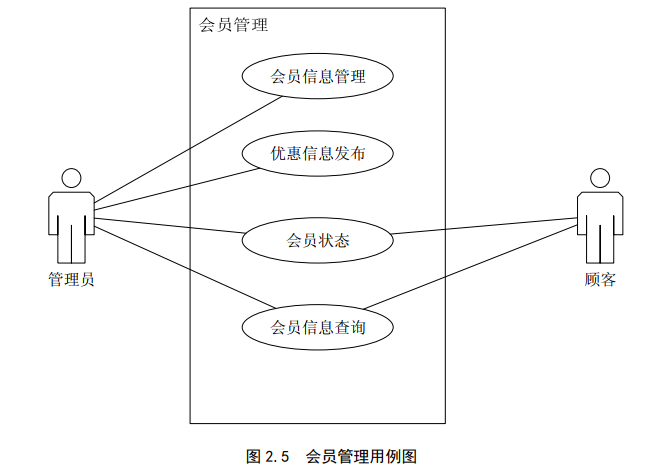 会员管理
会员信息管理
优惠信息发布
会员状态
管理员
顾客
会员信息查询
图 2.5 会员管理用例图